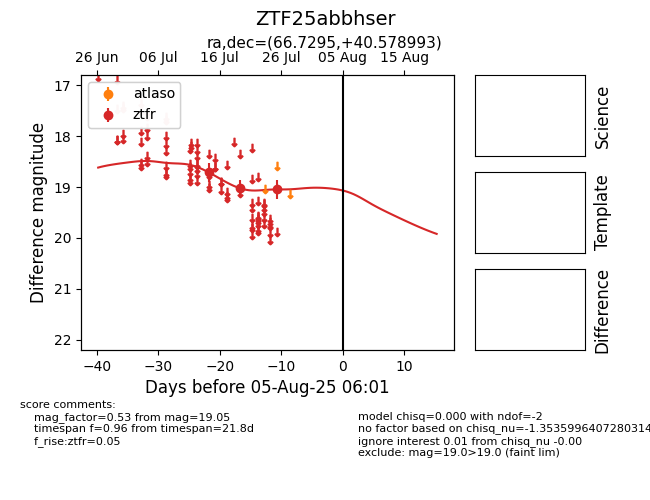 ZTF25abbhser
ra,dec=(66.7295,+40.578993)
26 Jun 06 Jul 16 Jul 26 Jul 05 Aug 15 Aug
atlaso
ztfr
17
18
19
20
21
22
Difference magnitude
−40 −30 −20 −10 0 10
Days before 05-Aug-25 06:01
Science
Template
Difference
score comments:
mag_factor=0.53 from mag=19.05
timespan f=0.96 from timespan=21.8d
f_rise:ztfr=0.05
model chisq=0.000 with ndof=-2
no factor based on chisq_nu=-1.3535996407280314
ignore interest 0.01 from chisq_nu -0.00
exclude: mag=19.0>19.0 (faint lim)